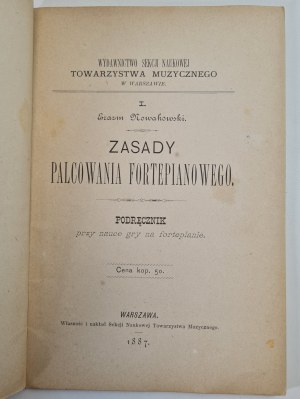 WYDAWNICTWO SEKCJI NAUKOWEJ
TOWARZYSTWA MUZYCZNEGO
W WARSZAWIE.
I.
Erazm Nowakowski.
ZASADY
PALCOWANIA FORTEPIANOWEGO.
PODRĘCZNIK
przy nauce gry na fortepianie.
Cena kop. 50.
WARSZAWA.
Własność i nakład Sekcji Naukowej Towarzystwa Muzycznego.
1887.